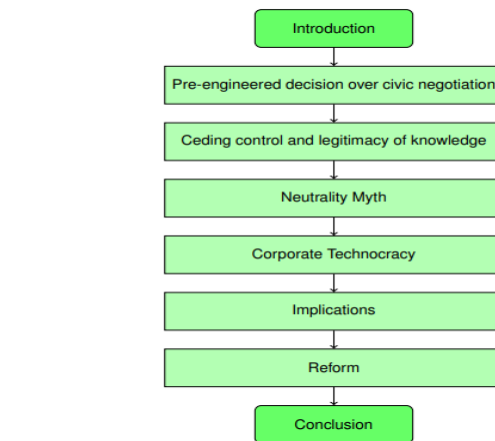 Introduction
Pre-engineered decision over civic negotiation
Ceding control and legitimacy of knowledge
Neutrality Myth
Corporate Technocracy
Implications
Reform
Conclusion